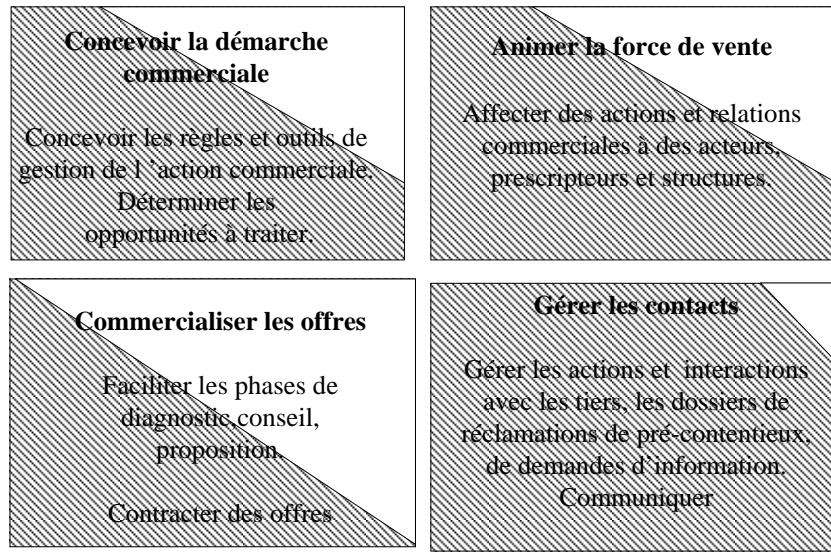 Concevoir la démarche
commerciale
Concevoir les règles et outils de
gestion de l ’action commerciale.
Déterminer les
opportunités à traiter.
Animer la force de vente
Affecter des actions et relations
commerciales à des acteurs,
prescripteurs et structures.
Commercialiser les offres
Faciliter les phases de
diagnostic,conseil,
proposition.
Contracter des offres
Gérer les contacts
Gérer les actions et interactions
avec les tiers, les dossiers de
réclamations de pré-contentieux,
de demandes d’information.
Communiquer